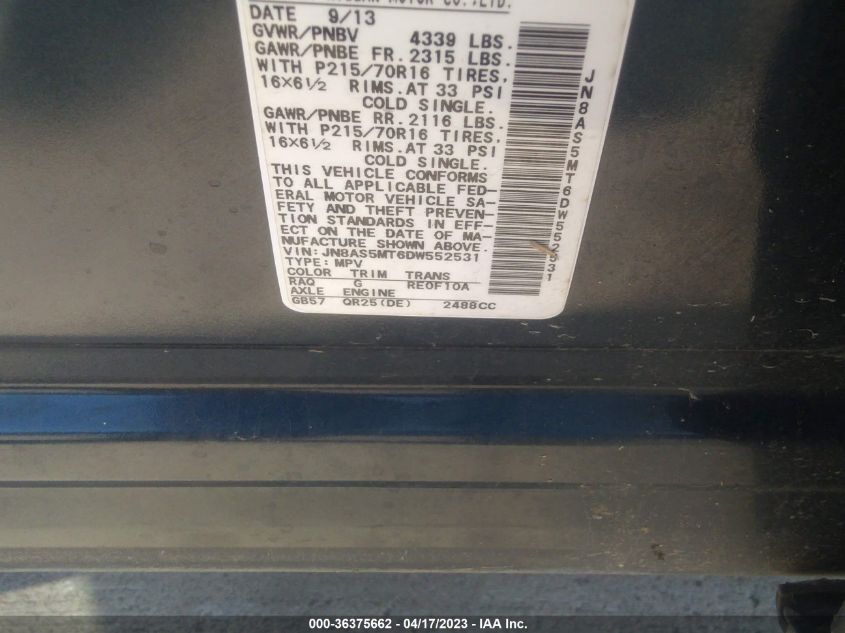 MOTOR CO.,LTD.
DATE 9/13
GVWR/PNBV 4339 LBS.
GAWR/PNBE FR. 2315 LBS.
WITH P215/70R16 TIRES,
16×6½ RIMS. AT 33 PSI
COLD SINGLE.
GAWR/PNBE RR. 2116 LBS.
WITH P215/70R16 TIRES,
16×6½ RIMS. AT 33 PSI
COLD SINGLE.
THIS VEHICLE CONFORMS
TO ALL APPLICABLE FED-
ERAL MOTOR VEHICLE SA-
FETY AND THEFT PREVEN-
TION STANDARDS IN EFF-
ECT ON THE DATE OF MA-
NUFACTURE SHOWN ABOVE.
VIN: JN8AS5MT6DW552531
TYPE: MPV
COLOR TRIM TRANS
RAQ G RE0F10A
AXLE ENGINE
GB57 QR25(DE) 2488CC
JN8AS5MT6DW552531
000-36375662 - 04/17/2023 - IAA Inc.